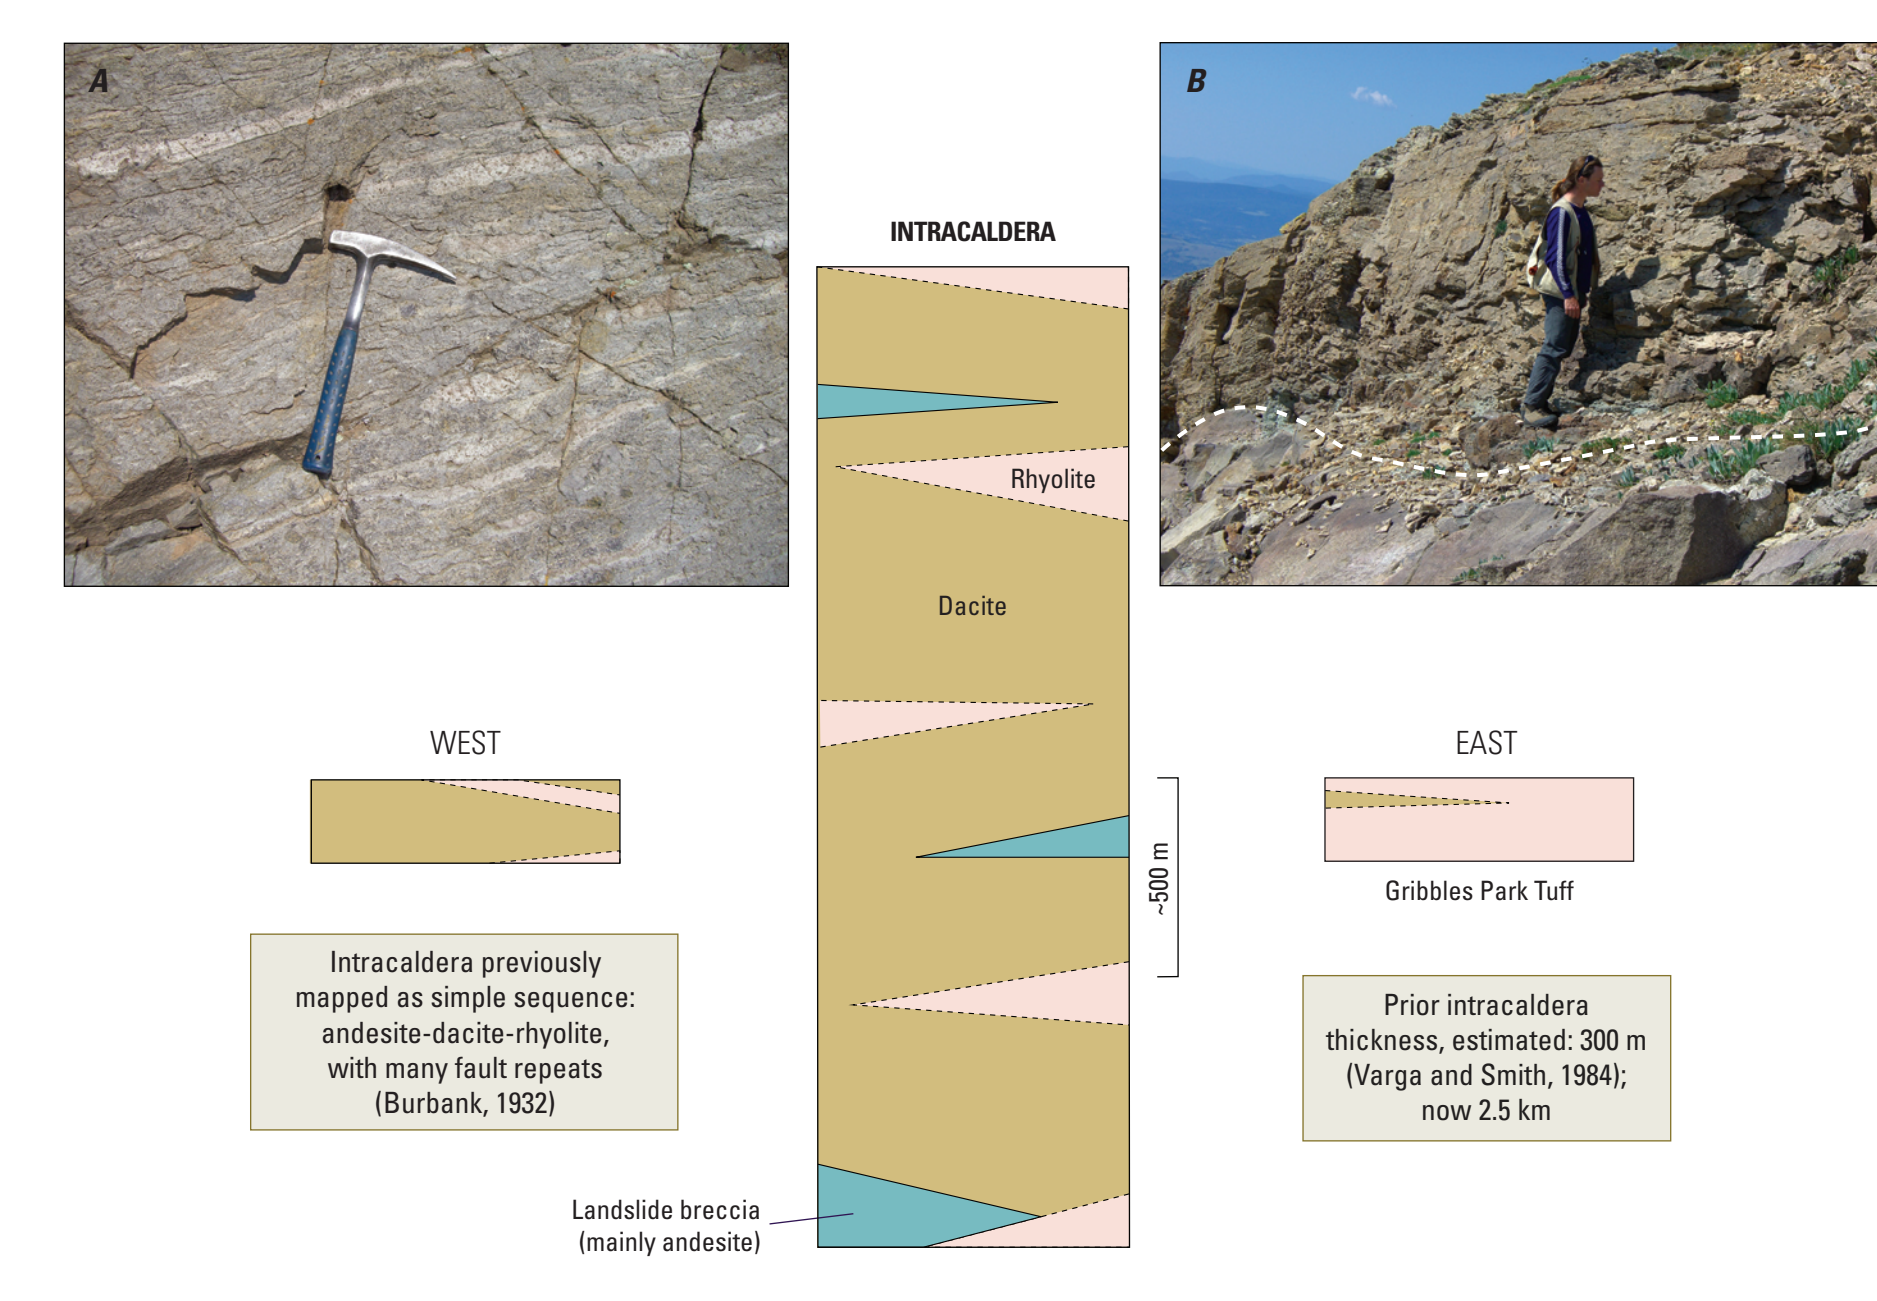 A
B
INTRACALDERA
Rhyolite
Dacite
WEST
EAST
~500 m
Gribbles Park Tuff
Intracaldera previously
mapped as simple sequence:
andesite-dacite-rhyolite,
with many fault repeats
(Burbank, 1932)
Prior intracaldera
thickness, estimated: 300 m
(Varga and Smith, 1984);
now 2.5 km
Landslide breccia
(mainly andesite)